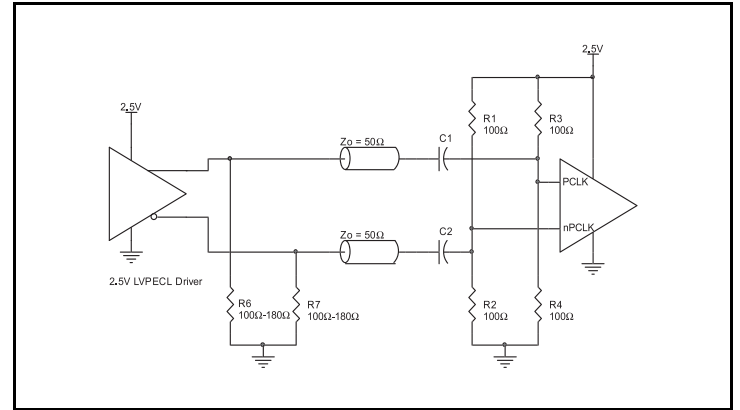 2.5V
2.5V
R1
100Ω
R3
100Ω
Zo = 50Ω
C1
PCLK
nPCLK
Zo = 50Ω
C2
2.5V LVPECL Driver
R6
100Ω-180Ω
R7
100Ω-180Ω
R2
100Ω
R4
100Ω